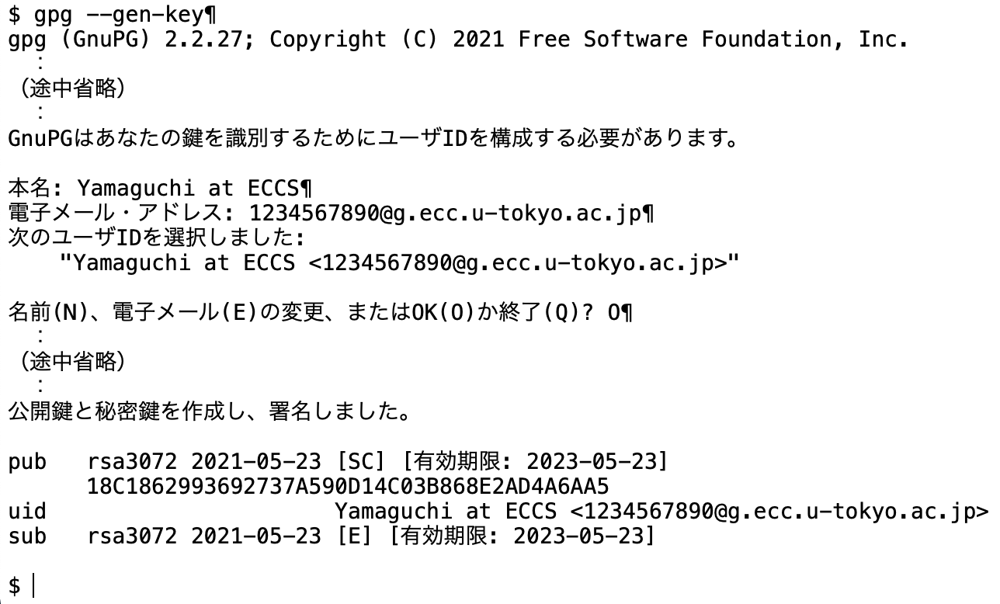 $ gpg --gen-key¶
gpg (GnuPG) 2.2.27; Copyright (C) 2021 Free Software Foundation, Inc.
:
（途中省略）
:
GnuPGはあなたの鍵を識別するためにユーザIDを構成する必要があります。
本名: Yamaguchi at ECCS¶
電子メール・アドレス: 1234567890@g.ecc.u-tokyo.ac.jp¶
次のユーザIDを選択しました:
"Yamaguchi at ECCS <1234567890@g.ecc.u-tokyo.ac.jp>"
名前(N)、電子メール(E)の変更、またはOK(O)か終了(Q)? O¶
:
（途中省略）
:
公開鍵と秘密鍵を作成し、署名しました。
pub rsa3072 2021-05-23 [SC] [有効期限: 2023-05-23]
18C1862993692737A590D14C03B868E2AD4A6AA5
uid Yamaguchi at ECCS <1234567890@g.ecc.u-tokyo.ac.jp>
sub rsa3072 2021-05-23 [E] [有効期限: 2023-05-23]
$